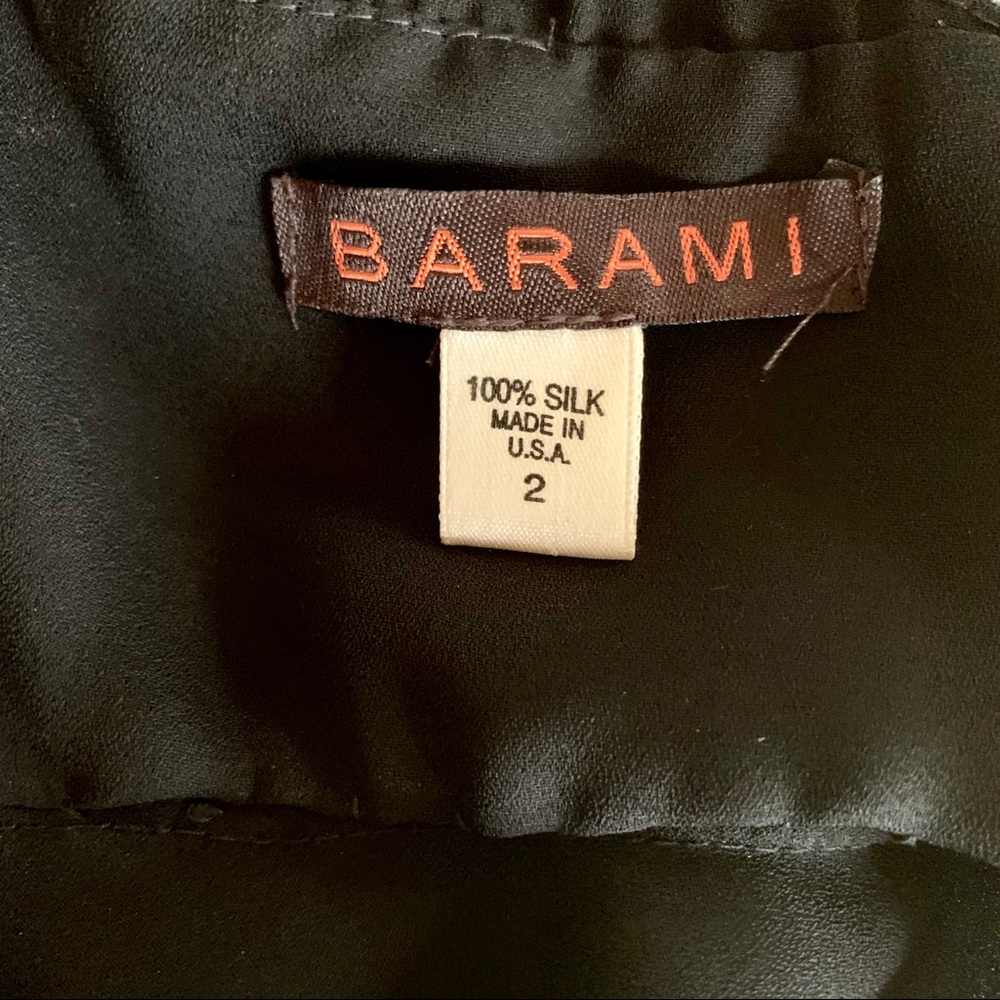 BARAMI
100% SILK
MADE IN
U.S.A.
2